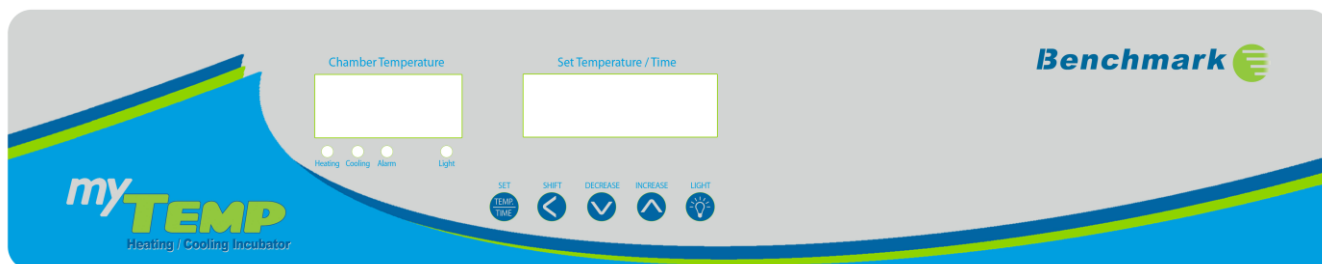 Benchmark
Chamber Temperature
Set Temperature / Time
Heating Cooling Alarm Light
SET SHIFT DECREASE INCREASE LIGHT
TEMP.
TIME
my TEMP
Heating / Cooling Incubator